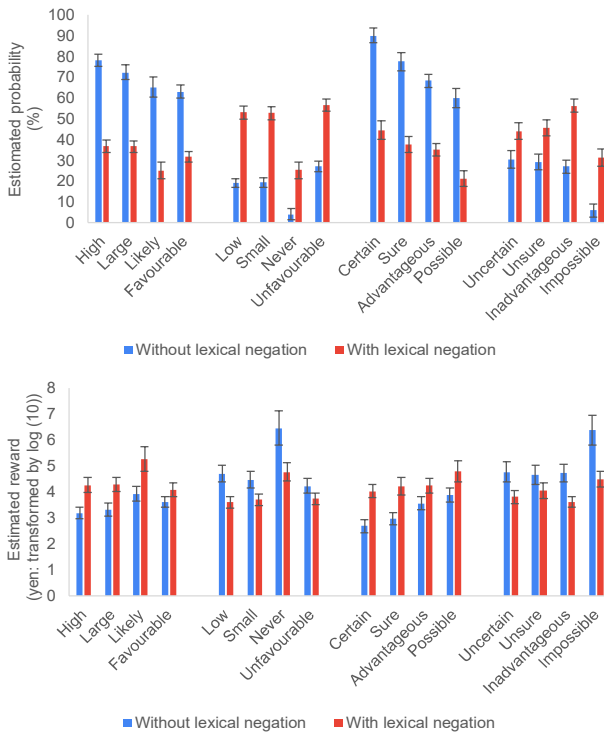 Estiomated probability
(%)
100
90
80
70
60
50
40
30
20
10
0
High
Large
Likely
Favourable
Low
Small
Never
Unfavourable
Certain
Sure
Advantageous
Possible
Uncertain
Unsure
Inadvantageous
Impossible
Without lexical negation With lexical negation
Estimated reward
(yen: transformed by log (10))
8
7
6
5
4
3
2
1
0
High
Large
Likely
Favourable
Low
Small
Never
Unfavourable
Certain
Sure
Advantageous
Possible
Uncertain
Unsure
Inadvantageous
Impossible
Without lexical negation With lexical negation